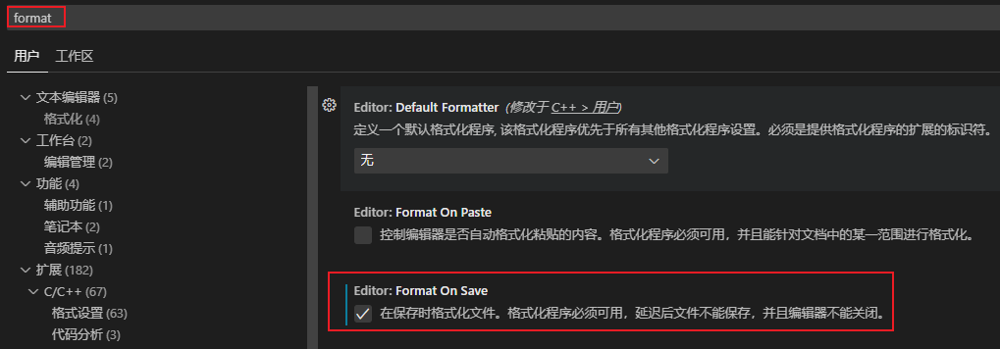 format
用户 工作区
文本编辑器 (5)
格式化 (4)
工作台 (2)
编辑管理 (2)
功能 (4)
辅助功能 (1)
笔记本 (2)
音频提示 (1)
扩展 (182)
C/C++ (67)
格式设置 (63)
代码分析 (3)
Editor: Default Formatter (修改于 C++ > 用户)
定义一个默认格式化程序, 该格式化程序优先于所有其他格式化程序设置。必须是提供格式化程序的扩展的标识符。
无
Editor: Format On Paste
控制编辑器是否自动格式化粘贴的内容。格式化程序必须可用，并且能针对文档中的某一范围进行格式化。
Editor: Format On Save
在保存时格式化文件。格式化程序必须可用，延迟后文件不能保存，并且编辑器不能关闭。